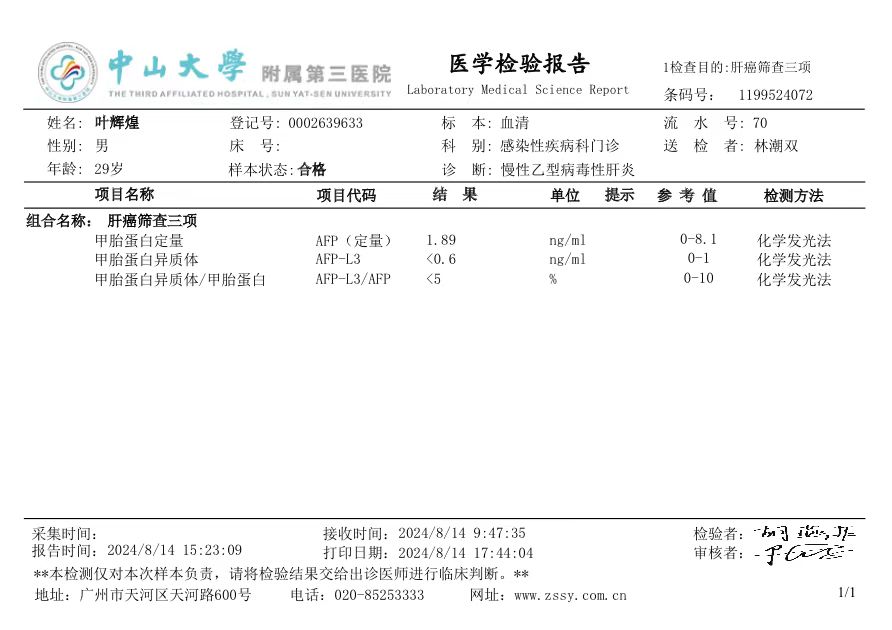 中山大學 附属第三医院
THE THIRD AFFILIATED HOSPITAL, SUN YAT-SEN UNIVERSITY
医学检验报告
Laboratory Medical Science Report
1检查目的:肝癌筛查三项
条码号: 1199524072
姓名: 叶辉煌 登记号: 0002639633 标 本: 血清 流 水 号: 70
性别: 男 床 号: 科 别: 感染性疾病科门诊 送 检 者: 林潮双
年龄: 29岁 样本状态: 合格 诊 断: 慢性乙型病毒性肝炎
项目名称 项目代码 结 果 单位 提示 参 考 值 检测方法
组合名称: 肝癌筛查三项
甲胎蛋白定量 AFP（定量） 1.89 ng/ml 0-8.1 化学发光法
甲胎蛋白异质体 AFP-L3 <0.6 ng/ml 0-1 化学发光法
甲胎蛋白异质体/甲胎蛋白 AFP-L3/AFP <5 % 0-10 化学发光法
采集时间: 接收时间: 2024/8/14 9:47:35 检验者:
报告时间: 2024/8/14 15:23:09 打印日期: 2024/8/14 17:44:04 审核者:
**本检测仅对本次样本负责，请将检验结果交给出诊医师进行临床判断。**
地址: 广州市天河区天河路600号 电话: 020-85253333 网址: www.zssy.com.cn 1/1